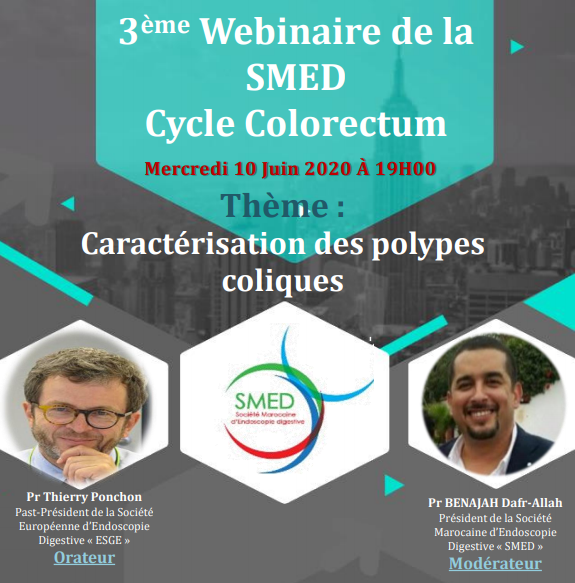 3ème Webinaire de la
SMED
Cycle Colorectum
Mercredi 10 Juin 2020 À 19H00
Thème :
Caractérisation des polypes
coliques
SMED
Société Marocaine
d'Endoscopie digestive
Pr Thierry Ponchon
Past-Président de la Société
Européenne d'Endoscopie
Digestive « ESGE »
Orateur
Pr BENAJAH Dafr-Allah
Président de la Société
Marocaine d'Endoscopie
Digestive « SMED »
Modérateur